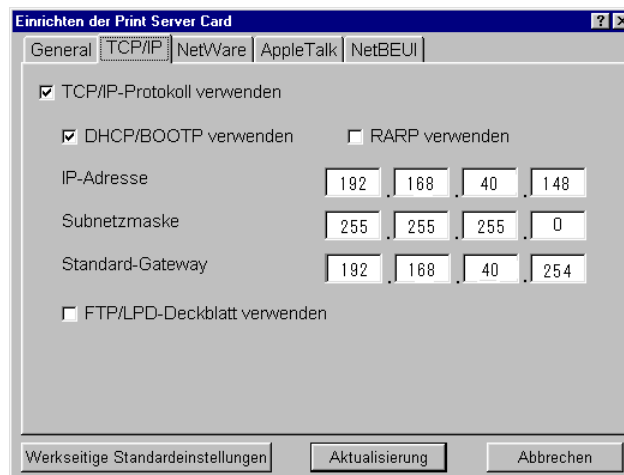 Einrichten der Print Server Card
General TCP/IP NetWare AppleTalk NetBEUI
TCP/IP-Protokoll verwenden
DHCP/BOOTP verwenden RARP verwenden
IP-Adresse 192 . 168 . 40 . 148
Subnetzmaske 255 . 255 . 255 . 0
Standard-Gateway 192 . 168 . 40 . 254
FTP/LPD-Deckblatt verwenden
Werkseitige Standardeinstellungen Aktualisierung Abbrechen